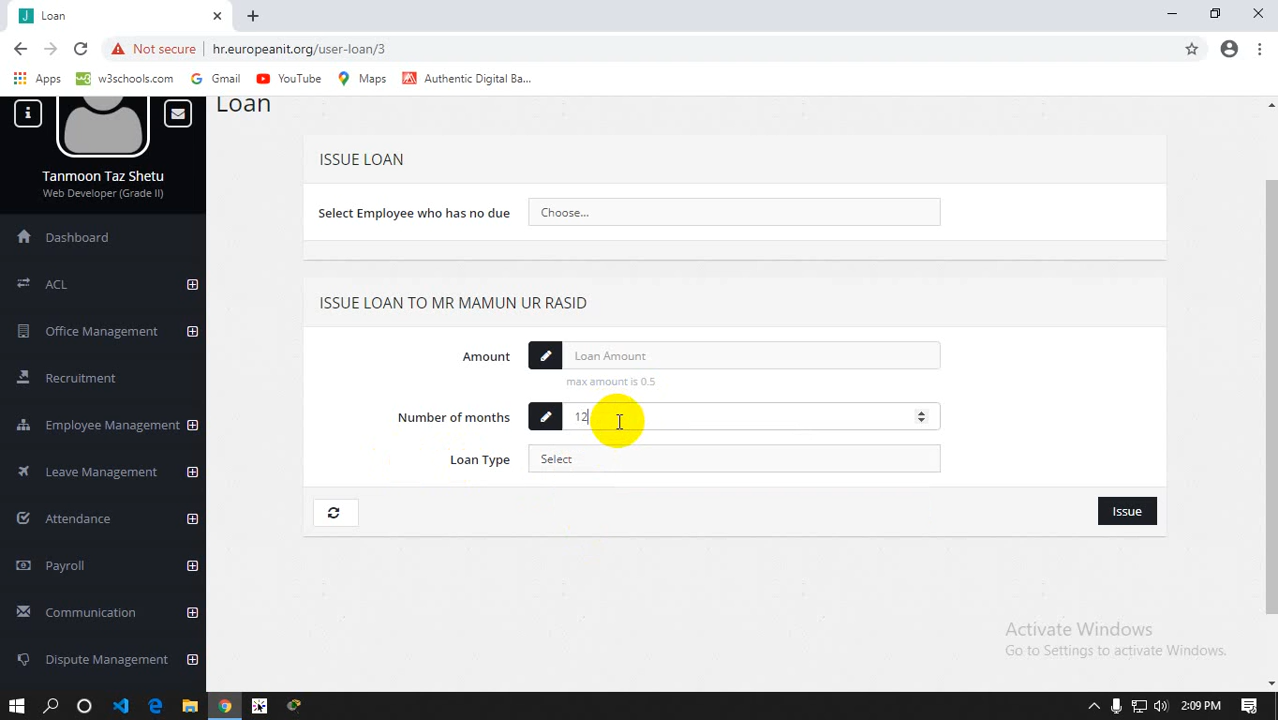 Loan
Not secure
hr.europeanit.org/user-loan/3
Apps
w3schools.com
Gmail
YouTube
Maps
Authentic Digital Ba...
Tanmoon Taz Shetu
Web Developer (Grade II)
Dashboard
ACL
Office Management
Recruitment
Employee Management
Leave Management
Attendance
Payroll
Communication
Dispute Management
Loan
ISSUE LOAN
Select Employee who has no due
Choose...
ISSUE LOAN TO MR MAMUN UR RASID
Amount
Loan Amount
max amount is 0.5
Number of months
12
Loan Type
Select
Issue
Activate Windows
Go to Settings to activate Windows.
2:09 PM